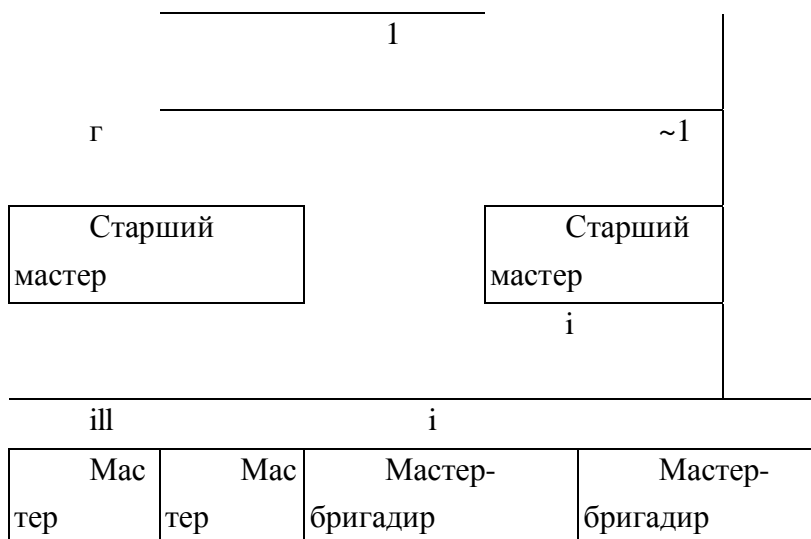 1
г ~1
Старший Старший
мастер мастер
i
ill i
Мас Мас Мастер- Мастер-
тер тер бригадир бригадир